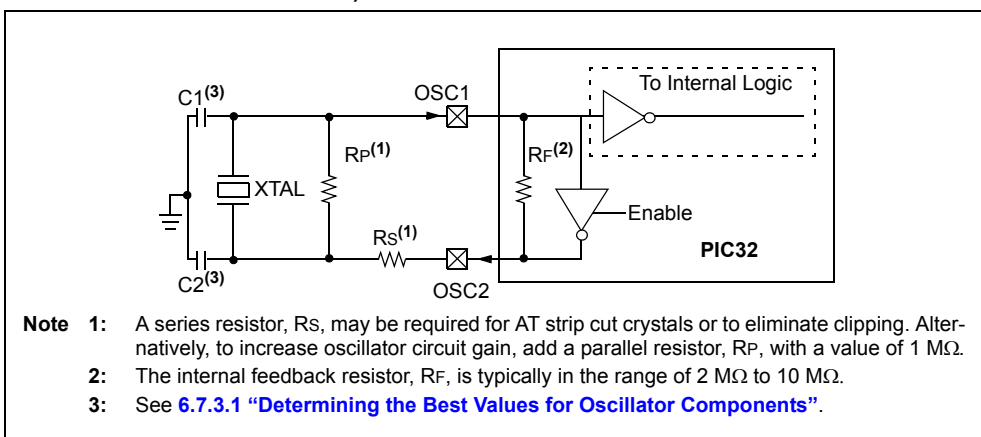 To Internal Logic
C1(3)
OSC1
RP(1)
RF(2)
XTAL
Enable
RS(1)
PIC32
C2(3)
OSC2
Note 1: A series resistor, RS, may be required for AT strip cut crystals or to eliminate clipping. Alter-
natively, to increase oscillator circuit gain, add a parallel resistor, RP, with a value of 1 MΩ.
2: The internal feedback resistor, RF, is typically in the range of 2 MΩ to 10 MΩ.
3: See 6.7.3.1 “Determining the Best Values for Oscillator Components”.